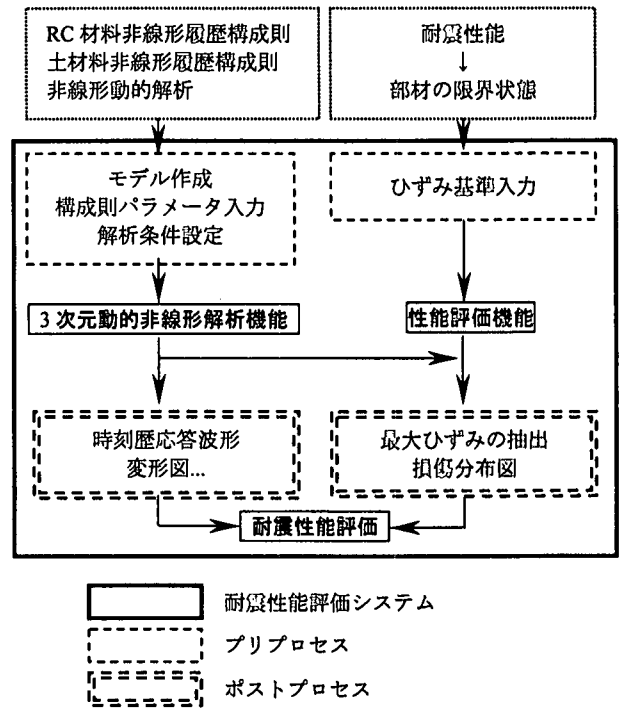 RC 材料非線形履歴構成則
土材料非線形履歴構成則
非線形動的解析
耐震性能
↓
部材の限界状態
モデル作成
構成則パラメータ入力
解析条件設定
ひずみ基準入力
3 次元動的非線形解析機能
性能評価機能
時刻歴応答波形
変形図...
最大ひずみの抽出
損傷分布図
耐震性能評価
耐震性能評価システム
プリプロセス
ポストプロセス